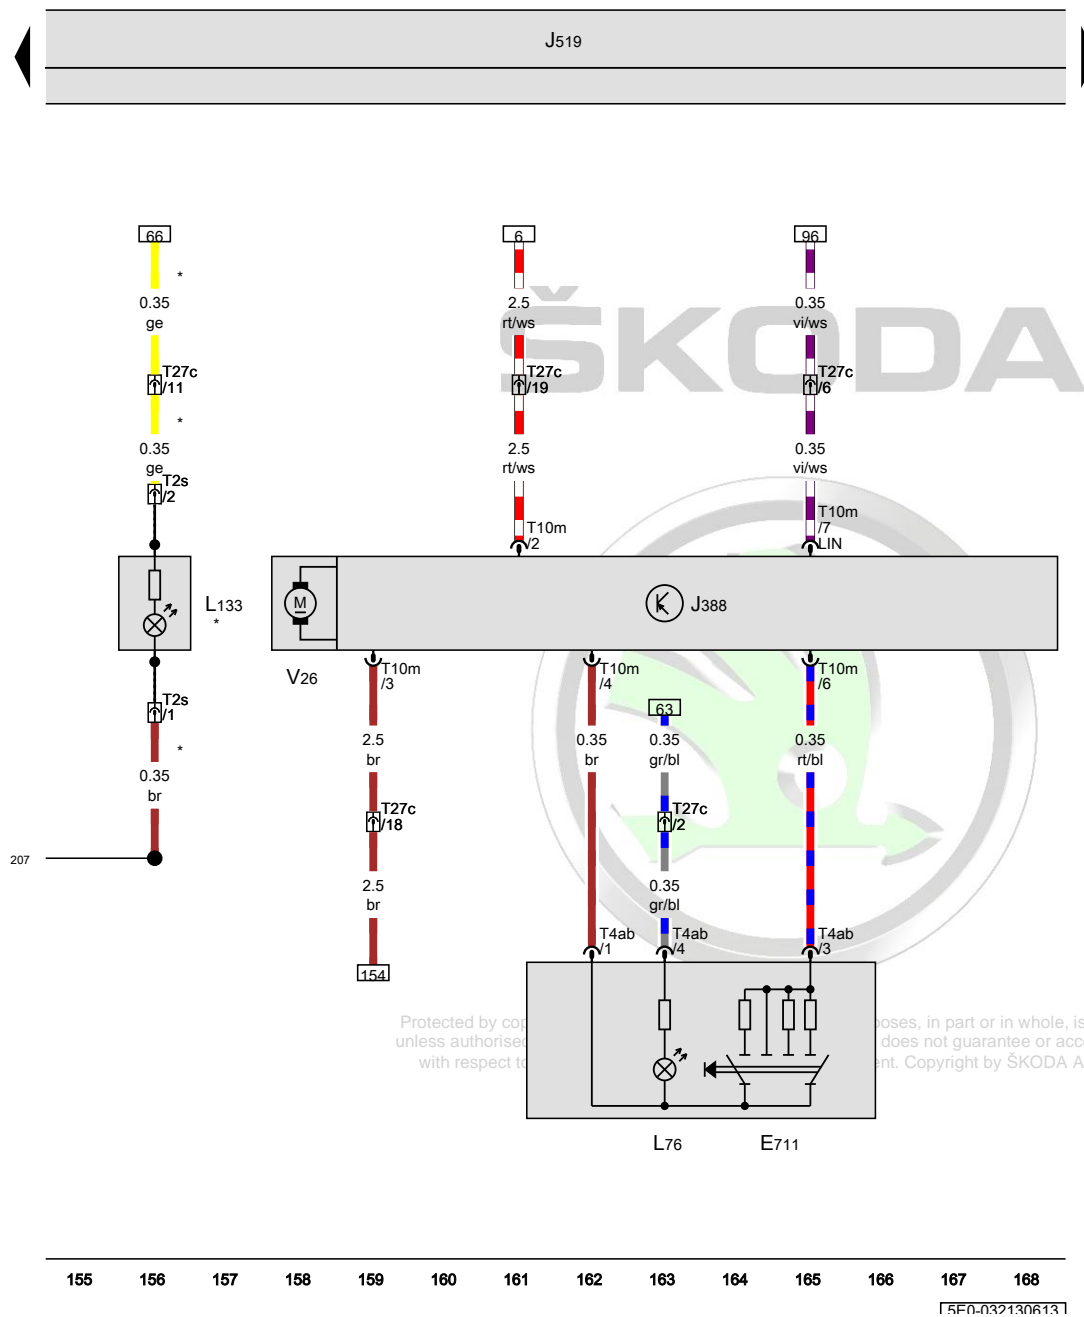 J519
66
6
96
*
0.35
ge
2.5
rt/ws
0.35
vi/ws
ŠKODA
T27c
/11
T27c
/19
T27c
/6
*
0.35
ge
2.5
rt/ws
0.35
vi/ws
T2s
/2
T10m
/2
T10m
/7
LIN
L133
*
M
J388
V26
T10m
/3
T10m
/4
T10m
/6
T2s
/1
63
*
0.35
br
2.5
br
0.35
br
0.35
gr/bl
0.35
rt/bl
T27c
/18
T27c
/2
207
2.5
br
0.35
gr/bl
T4ab
/1
T4ab
/4
T4ab
/3
154
Protected by cop oses, in part or in whole, is
unless authorised does not guarantee or acc
with respect to ent. Copyright by ŠKODA A
L76
E711
155 156 157 158 159 160 161 162 163 164 165 166 167 168
5E0-032130613